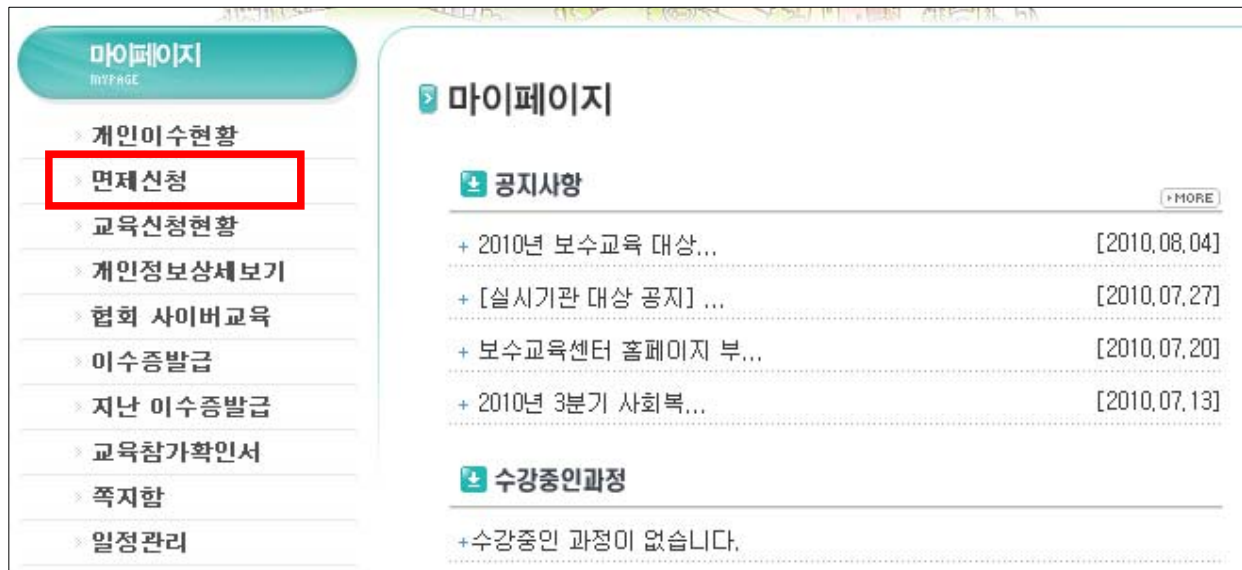 마이페이지
MYPAGE
개인이수현황
면제신청
교육신청현황
개인정보상세보기
협회 사이버교육
이수증발급
지난 이수증발급
교육참가확인서
쪽지함
일정관리
마이페이지
공지사항
MORE
+ 2010년 보수교육 대상... [2010.08.04]
+ [실시기관 대상 공지] ... [2010.07.27]
+ 보수교육센터 홈페이지 부... [2010.07.20]
+ 2010년 3분기 사회복... [2010.07.13]
수강중인과정
+수강중인 과정이 없습니다.